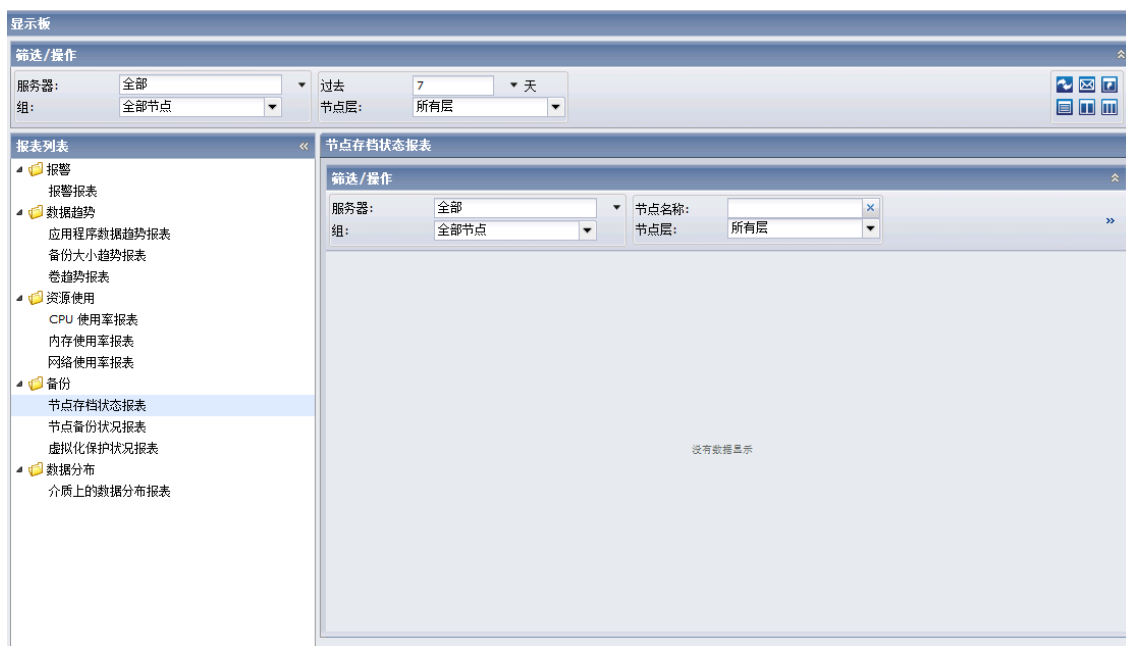 显示板
筛选/操作
服务器: 全部 过去 7 天
组: 全部节点 节点层: 所有层
报表列表
报警
报警报表
数据趋势
应用程序数据趋势报表
备份大小趋势报表
卷趋势报表
资源使用
CPU 使用率报表
内存使用率报表
网络使用率报表
备份
节点存档状态报表
节点备份状况报表
虚拟化保护状况报表
数据分布
介质上的数据分布报表
节点存档状态报表
筛选/操作
服务器: 全部 节点名称:
组: 全部节点 节点层: 所有层
没有数据显示